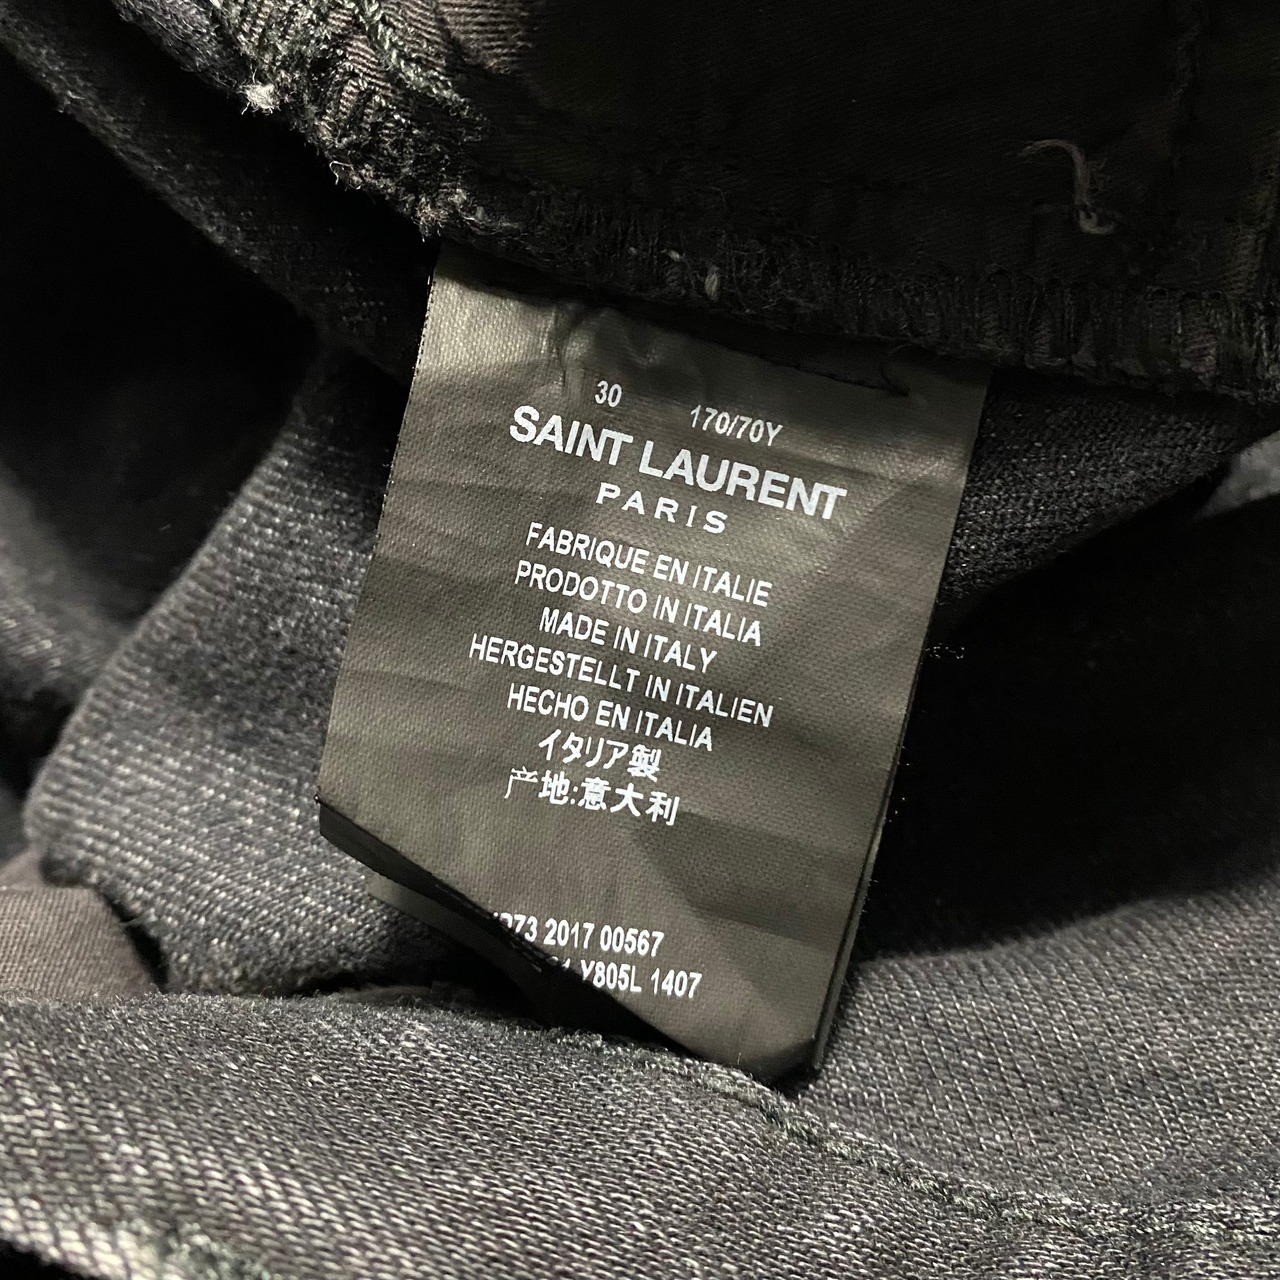 30 170/70Y
SAINT LAURENT
PARIS
FABRIQUE EN ITALIE
PRODOTTO IN ITALIA
MADE IN ITALY
HERGESTELLT IN ITALIEN
HECHO EN ITALIA
イタリア製
产地:意大利
2017 00567
Y805L 1407